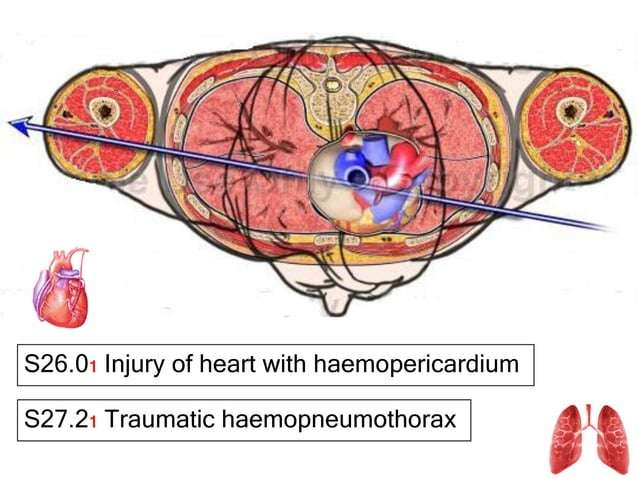 S26.01 Injury of heart with haemopericardium
S27.21 Traumatic haemopneumothorax